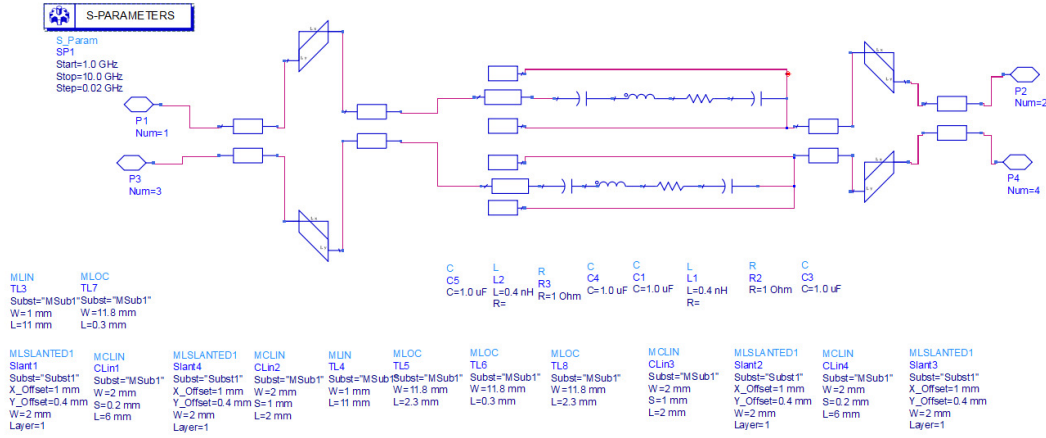 S-PARAMETERS
S_Param
SP1
Start=1.0 GHz
Stop=10.0 GHz
Step=0.02 GHz
P1
Num=1
P3
Num=3
P2
Num=2
P4
Num=4
MLIN
TL3
Subst="MSub1"
W=1 mm
L=11 mm
MLOC
TL7
Subst="MSub1"
W=11.8 mm
L=0.3 mm
C
C5
C=1.0 uF
L
L2
L=0.4 nH
R=
R
R3
R=1 Ohm
C
C4
C=1.0 uF
C
C1
C=1.0 uF
L
L1
L=0.4 nH
R=
R
R2
R=1 Ohm
C
C3
C=1.0 uF
MLSLANTED1
Slant1
Subst="Subst1"
X_Offset=1 mm
Y_Offset=0.4 mm
W=2 mm
Layer=1
MCLIN
CLin1
Subst="MSub1"
W=2 mm
S=0.2 mm
L=6 mm
MLSLANTED1
Slant4
Subst="Subst1"
X_Offset=1 mm
Y_Offset=0.4 mm
W=2 mm
Layer=1
MCLIN
CLin2
Subst="MSub1"
W=2 mm
S=1 mm
L=2 mm
MLIN
TL4
Subst="MSub1"
W=1 mm
L=11 mm
MLOC
TL5
Subst="MSub1"
W=11.8 mm
L=2.3 mm
MLOC
TL6
Subst="MSub1"
W=11.8 mm
L=0.3 mm
MLOC
TL8
Subst="MSub1"
W=11.8 mm
L=2.3 mm
MCLIN
CLin3
Subst="MSub1"
W=2 mm
S=1 mm
L=2 mm
MLSLANTED1
Slant2
Subst="Subst1"
X_Offset=1 mm
Y_Offset=0.4 mm
W=2 mm
Layer=1
MCLIN
CLin4
Subst="MSub1"
W=2 mm
S=0.2 mm
L=6 mm
MLSLANTED1
Slant3
Subst="Subst1"
X_Offset=1 mm
Y_Offset=0.4 mm
W=2 mm
Layer=1